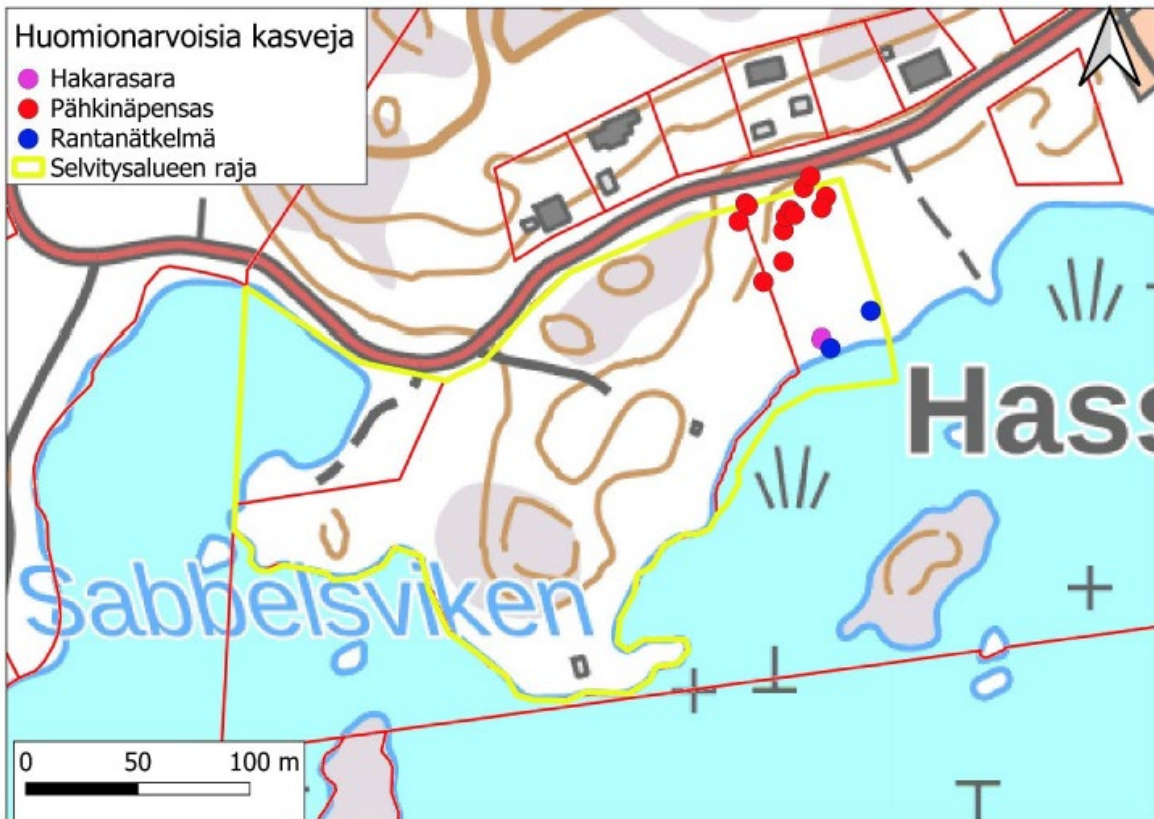 Huomionarvoisia kasveja
Hakarasara
Pähkinäpensas
Rantanätkelmä
Selvitysalueen raja
Hass
Sabbelsviken
0 50 100 m